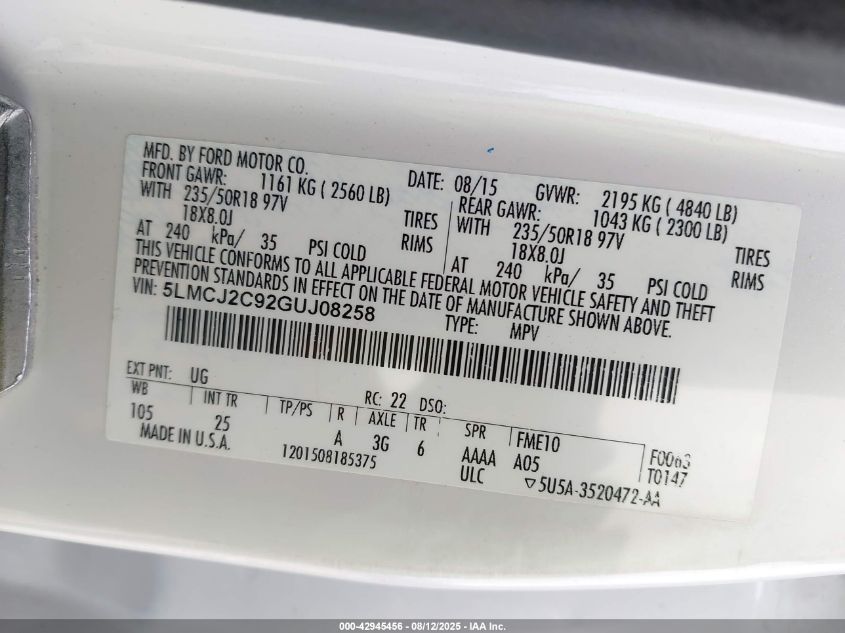 MFD. BY FORD MOTOR CO.
DATE: 08/15 GVWR: 2195 KG ( 4840 LB)
FRONT GAWR: 1161 KG ( 2560 LB) REAR GAWR: 1043 KG ( 2300 LB)
WITH 235/50R18 97V TIRES WITH 235/50R18 97V TIRES
18X8.0J RIMS 18X8.0J RIMS
AT 240 kPa/ 35 PSI COLD AT 240 kPa/ 35 PSI COLD
THIS VEHICLE CONFORMS TO ALL APPLICABLE FEDERAL MOTOR VEHICLE SAFETY AND THEFT
PREVENTION STANDARDS IN EFFECT ON THE DATE OF MANUFACTURE SHOWN ABOVE.
VIN: 5LMCJ2C92GUJ08258
TYPE: MPV
EXT PNT: UG RC: 22 DSO:
WB INT TR TP/PS R AXLE TR SPR FME10 F0063
105 25 A 3G 6 AAAA A05 T0147
MADE IN U.S.A. 1201508185375 ULC ▽5U5A-3520472-AA
000-42945456 - 08/12/2025 - IAA Inc.